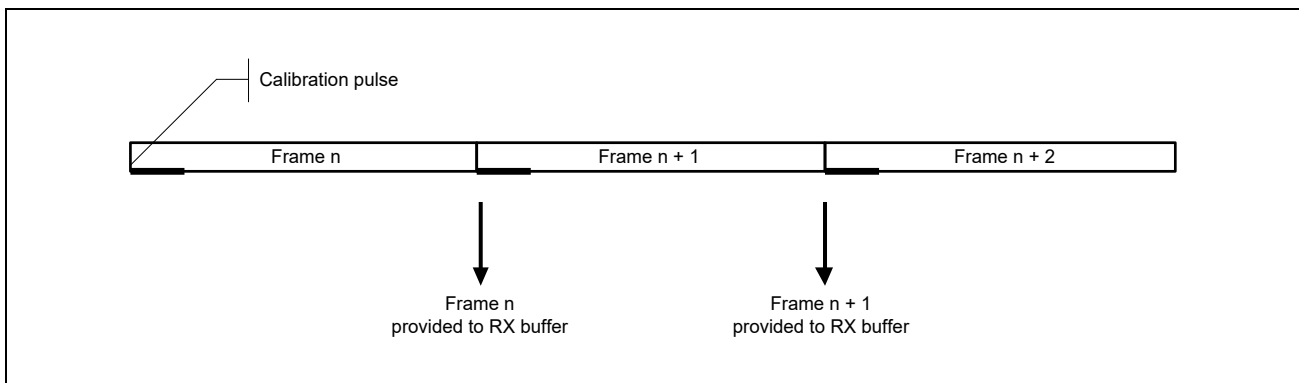 Calibration pulse
Frame n
Frame n + 1
Frame n + 2
Frame n
provided to RX buffer
Frame n + 1
provided to RX buffer